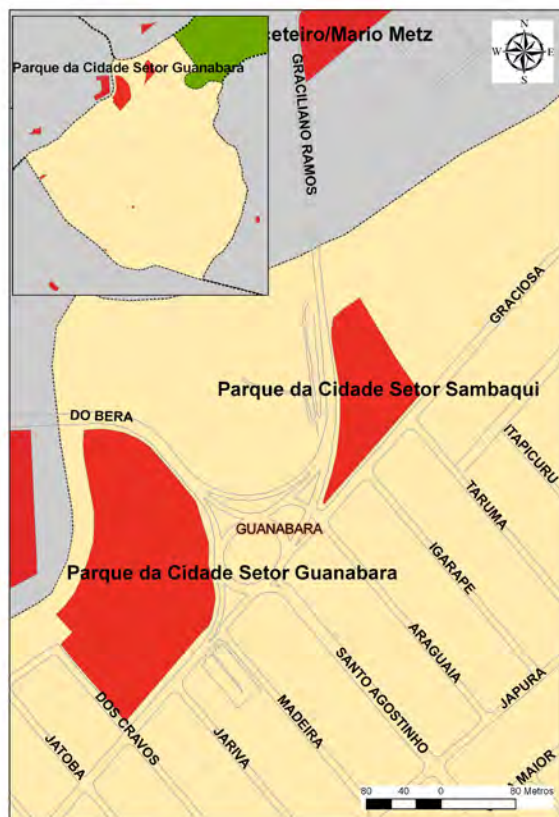 ceteiro/Mario Metz
Parque da Cidade Setor Guanabara
N
W E
S
GRACILIANO RAMOS
GRACIOSA
Parque da Cidade Setor Sambaqui
DO BERA
ITAPICURU
TARUMA
GUANABARA
IGARAPE
Parque da Cidade Setor Guanabara
ARAGUAIA
SANTO AGOSTINHO
JAPURA
DOS CRAVOS
MADEIRA
JARIVA
JATOBA
MAIOR
80 40 0 80 Metros